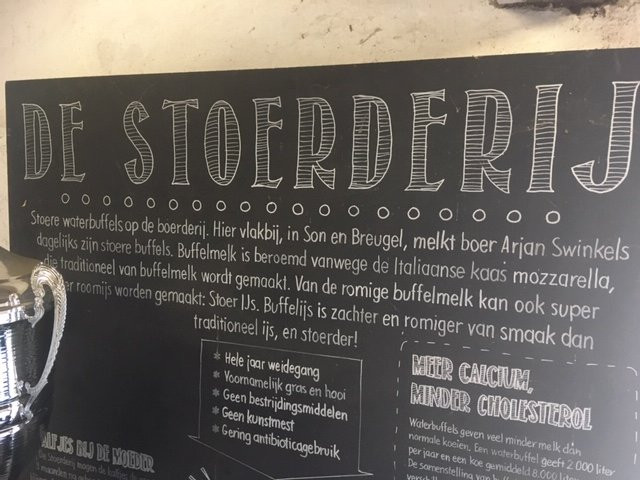 DE STOERDERIJ
Stoere waterbuffels op de boerderij. Hier vlakbij, in Son en Breugel, melkt boer Arjan Swinkels
dagelijks zijn stoere buffels. Buffelmelk is beroemd vanwege de Italiaanse kaas mozzarella,
die traditioneel van buffelmelk wordt gemaakt. Van de romige buffelmelk kan ook super
roomijs worden gemaakt: Stoer IJs. Buffelijs is zachter en romiger van smaak dan
traditioneel ijs, en stoerder!
* Hele jaar weidegang
* Voornamelijk gras en hooi
* Geen bestrijdingsmiddelen
* Geen kunstmest
* Gering antibioticagebruik
MEER CALCIUM,
MINDER CHOLESTEROL
Waterbuffels geven veel minder melk dan
normale koeien. Een waterbuffel geeft 2.000 liter
per jaar en een koe gemiddeld 8.000 liter
De samenstelling van
BIJ DE MOEDER
De Stoerderij mogen de